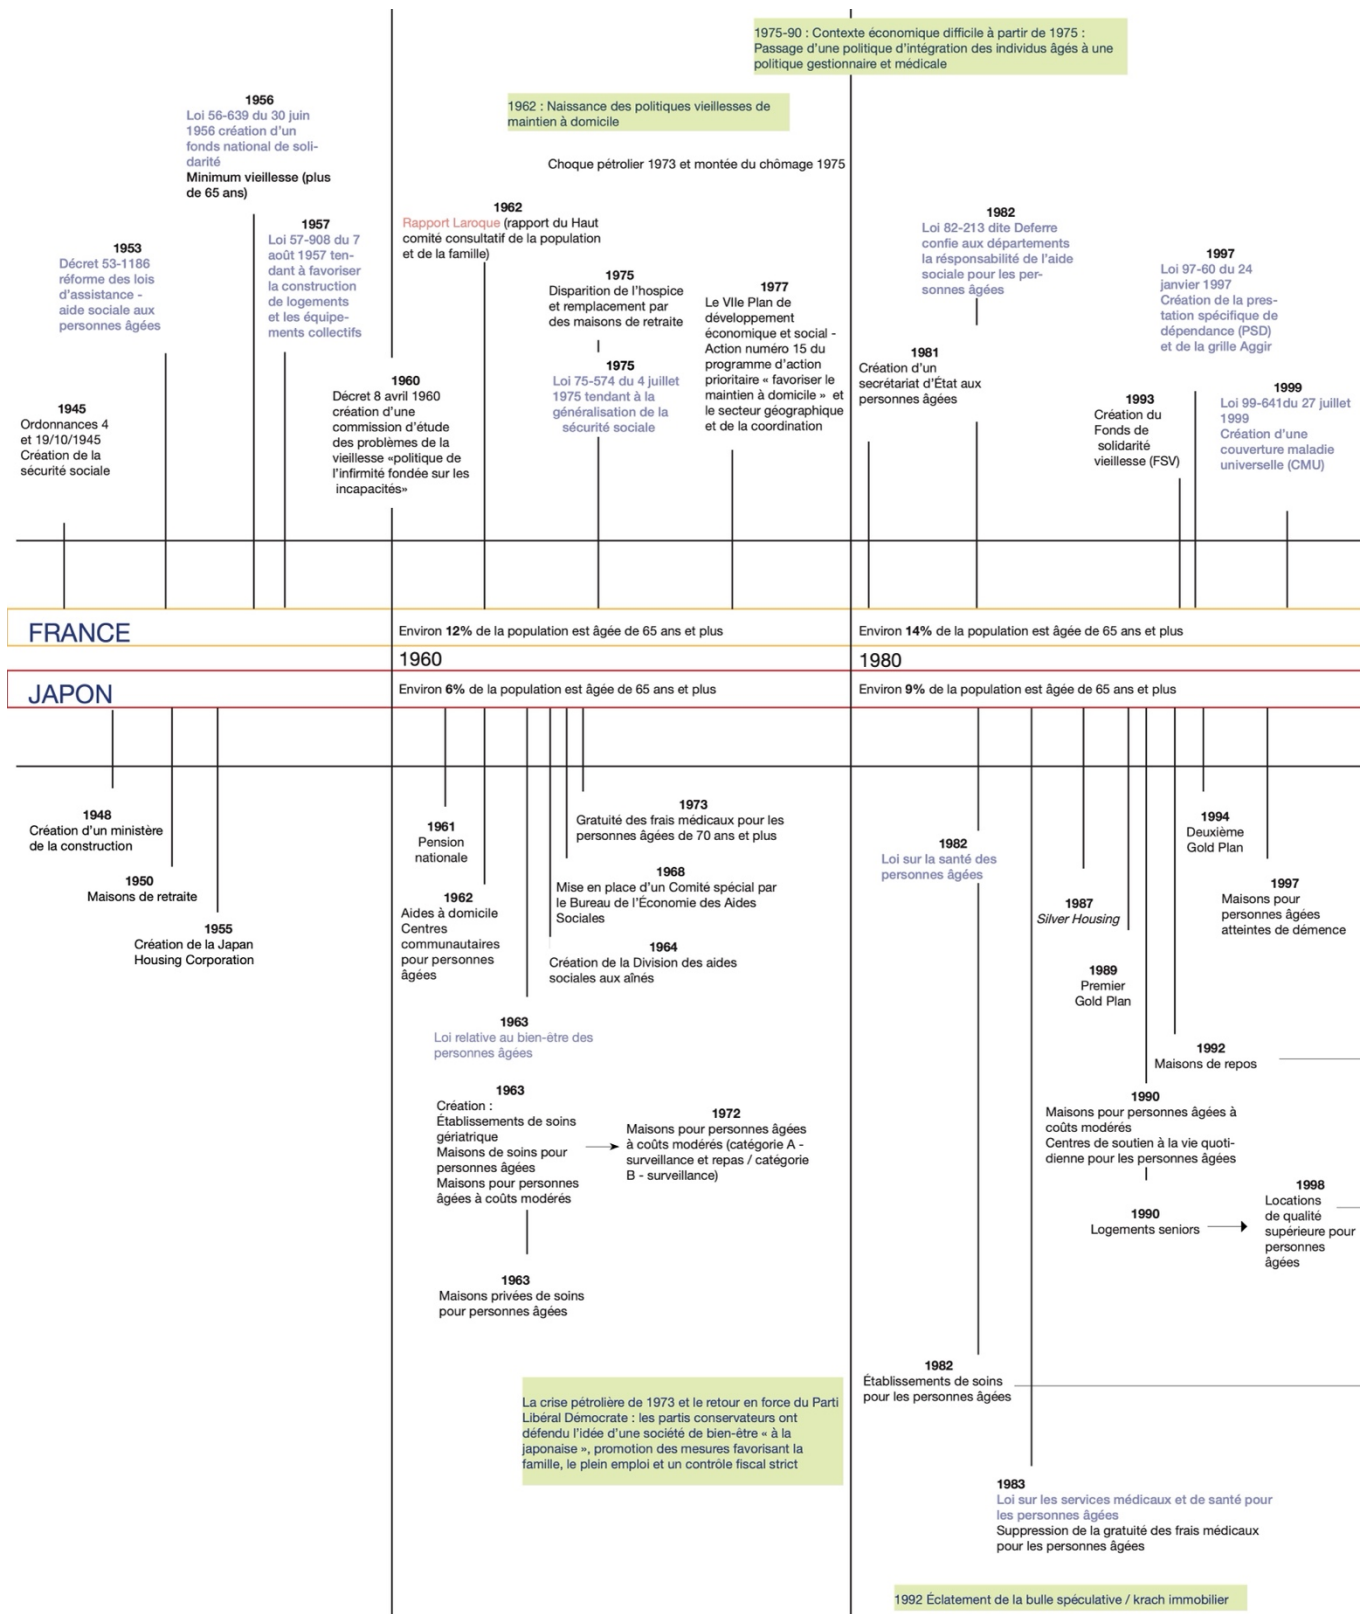 1975-90 : Contexte économique difficile à partir de 1975 :
Passage d'une politique d'intégration des individus âgés à une
politique gestionnaire et médicale
1962 : Naissance des politiques vieillesses de
maintien à domicile
Choque pétrolier 1973 et montée du chômage 1975
1945
Ordonnances 4
et 19/10/1945
Création de la
sécurité sociale
1953
Décret 53-1186
réforme des lois
d'assistance -
aide sociale aux
personnes âgées
1956
Loi 56-639 du 30 juin
1956 création d'un
fonds national de soli-
darité
Minimum vieillesse (plus
de 65 ans)
1957
Loi 57-908 du 7
août 1957 ten-
dant à favoriser
la construction
de logements
et les équipe-
ments collectifs
1960
Décret 8 avril 1960
création d'une
commission d'étude
des problèmes de la
vieillesse «politique de
l'infirmité fondée sur les
incapacités»
1962
Rapport Laroque (rapport du Haut
comité consultatif de la population
et de la famille)
1975
Disparition de l'hospice
et remplacement par
des maisons de retraite
1975
Loi 75-574 du 4 juillet
1975 tendant à la
généralisation de la
sécurité sociale
1977
Le VIIe Plan de
développement
économique et social -
Action numéro 15 du
programme d'action
prioritaire « favoriser le
maintien à domicile » et
le secteur géographique
et de la coordination
1981
Création d'un
secrétariat d'État aux
personnes âgées
1982
Loi 82-213 dite Deferre
confie aux départements
la résponsabilité de l'aide
sociale pour les per-
sonnes âgées
1993
Création du
Fonds de
solidarité
vieillesse (FSV)
1997
Loi 97-60 du 24
janvier 1997
Création de la pres-
tation spécifique de
dépendance (PSD)
et de la grille Aggir
1999
Loi 99-641du 27 juillet
1999
Création d'une
couverture maladie
universelle (CMU)
FRANCE
Environ 12% de la population est âgée de 65 ans et plus
Environ 14% de la population est âgée de 65 ans et plus
1960
1980
JAPON
Environ 6% de la population est âgée de 65 ans et plus
Environ 9% de la population est âgée de 65 ans et plus
1948
Création d'un ministère
de la construction
1950
Maisons de retraite
1955
Création de la Japan
Housing Corporation
1961
Pension
nationale
1962
Aides à domicile
Centres
communautaires
pour personnes
âgées
1973
Gratuité des frais médicaux pour les
personnes âgées de 70 ans et plus
1968
Mise en place d'un Comité spécial par
le Bureau de l'Économie des Aides
Sociales
1964
Création de la Division des aides
sociales aux aînés
1963
Loi relative au bien-être des
personnes âgées
1963
Création :
Établissements de soins
gériatrique
Maisons de soins pour
personnes âgées
Maisons pour personnes
âgées à coûts modérés
1972
Maisons pour personnes âgées
à coûts modérés (catégorie A -
surveillance et repas / catégorie
B - surveillance)
1963
Maisons privées de soins
pour personnes âgées
La crise pétrolière de 1973 et le retour en force du Parti
Libéral Démocrate : les partis conservateurs ont
défendu l'idée d'une société de bien-être « à la
japonaise », promotion des mesures favorisant la
famille, le plein emploi et un contrôle fiscal strict
1982
Loi sur la santé des
personnes âgées
1987
Silver Housing
1989
Premier
Gold Plan
1994
Deuxième
Gold Plan
1997
Maisons pour
personnes âgées
atteintes de démence
1992
Maisons de repos
1990
Maisons pour personnes âgées à
coûts modérés
Centres de soutien à la vie quoti-
dienne pour les personnes âgées
1990
Logements seniors
1998
Locations
de qualité
supérieure pour
personnes
âgées
1982
Établissements de soins
pour les personnes âgées
1983
Loi sur les services médicaux et de santé pour
les personnes âgées
Suppression de la gratuité des frais médicaux
pour les personnes âgées
1992 Éclatement de la bulle spéculative / krach immobilier